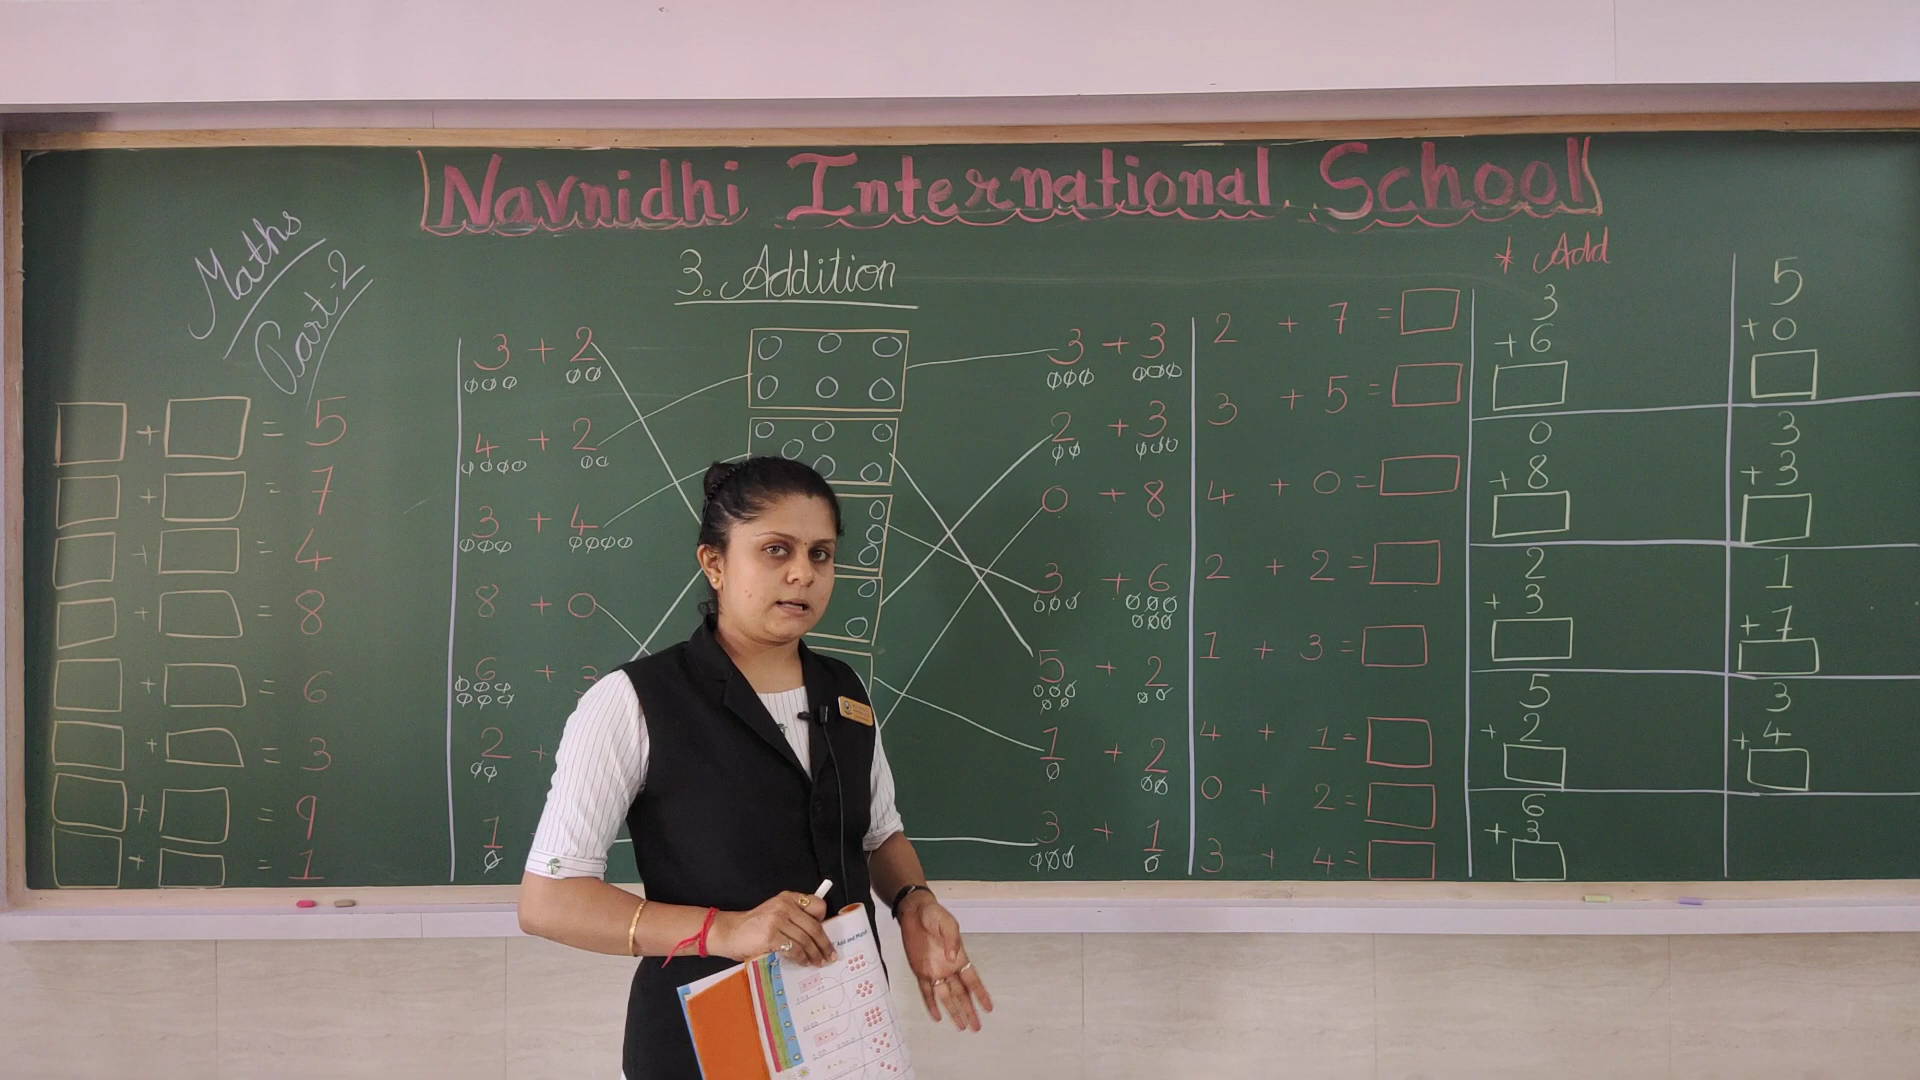 Navnidhi International School
Maths
Part-2
3. Addition
* Add
+ = 5
+ = 7
+ = 4
+ = 8
+ = 6
+ = 3
+ = 9
+ = 1
3 + 2
4 + 2
3 + 4
8 + 0
6 + 3
2 +
1
3 + 3
2 + 3
0 + 8
3 + 6
5 + 2
1 + 2
3 + 1
2 + 7 =
3 + 5 =
4 + 0 =
2 + 2 =
1 + 3 =
4 + 1 =
0 + 2 =
3 + 4 =
3
+ 6
0
+ 8
2
+ 3
5
+ 2
6
+ 3
5
+ 0
3
+ 3
1
+ 7
3
+ 4
Add and Match